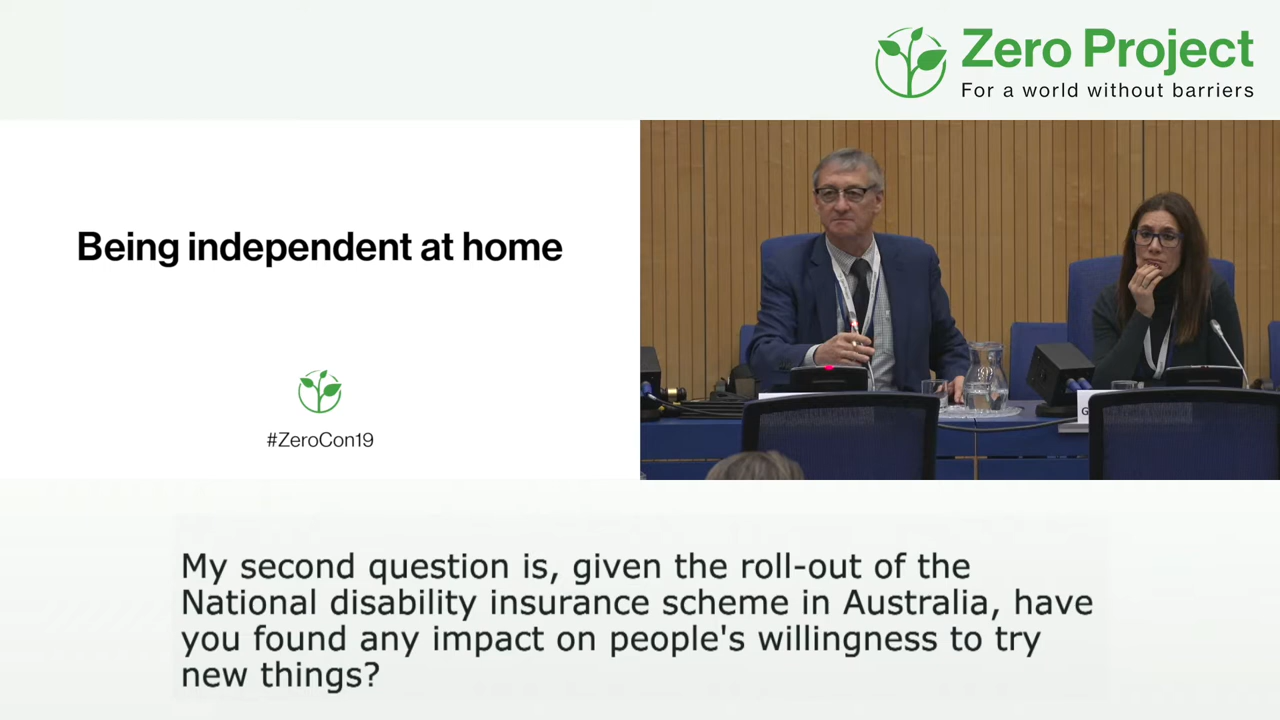 Zero Project
For a world without barriers
Being independent at home
#ZeroCon19
My second question is, given the roll-out of the
National disability insurance scheme in Australia, have
you found any impact on people's willingness to try
new things?